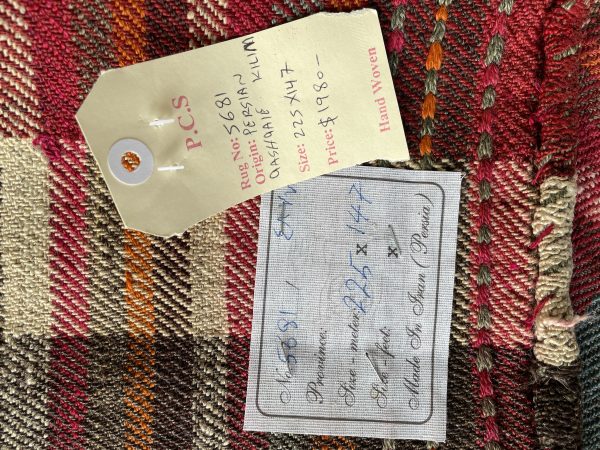 P.C.S
Rug No: 5681
Origin: PERSIAN
QASHQAIE KILIM
Size: 225 X 147
Price: $1980-
Hand Woven
No 5681 /
Province:
Size - meter: 225 x 147
Size - feet: x
Made In Iran (Persia)